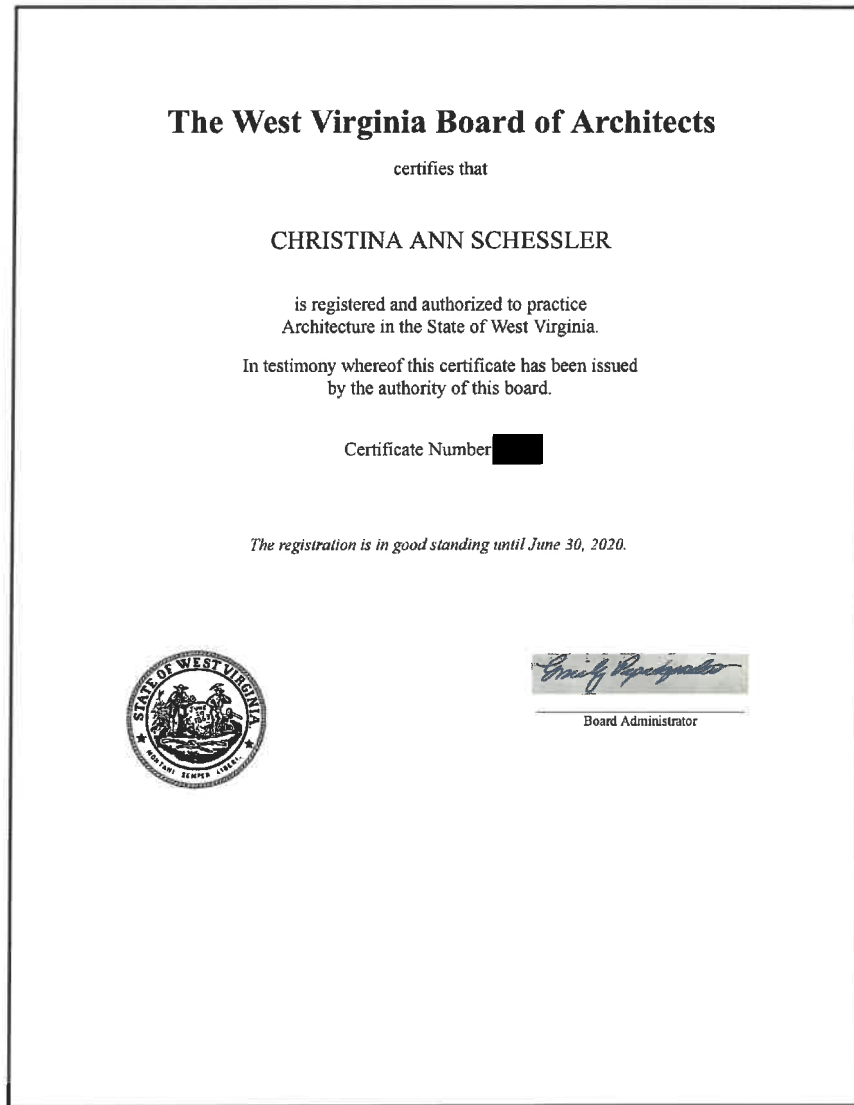 The West Virginia Board of Architects
certifies that
CHRISTINA ANN SCHESSLER
is registered and authorized to practice
Architecture in the State of West Virginia.
In testimony whereof this certificate has been issued
by the authority of this board.
Certificate Number
The registration is in good standing until June 30, 2020.
STATE OF WEST VIRGINIA
MONTANI SEMPER LIBERI.
Emily
Board Administrator